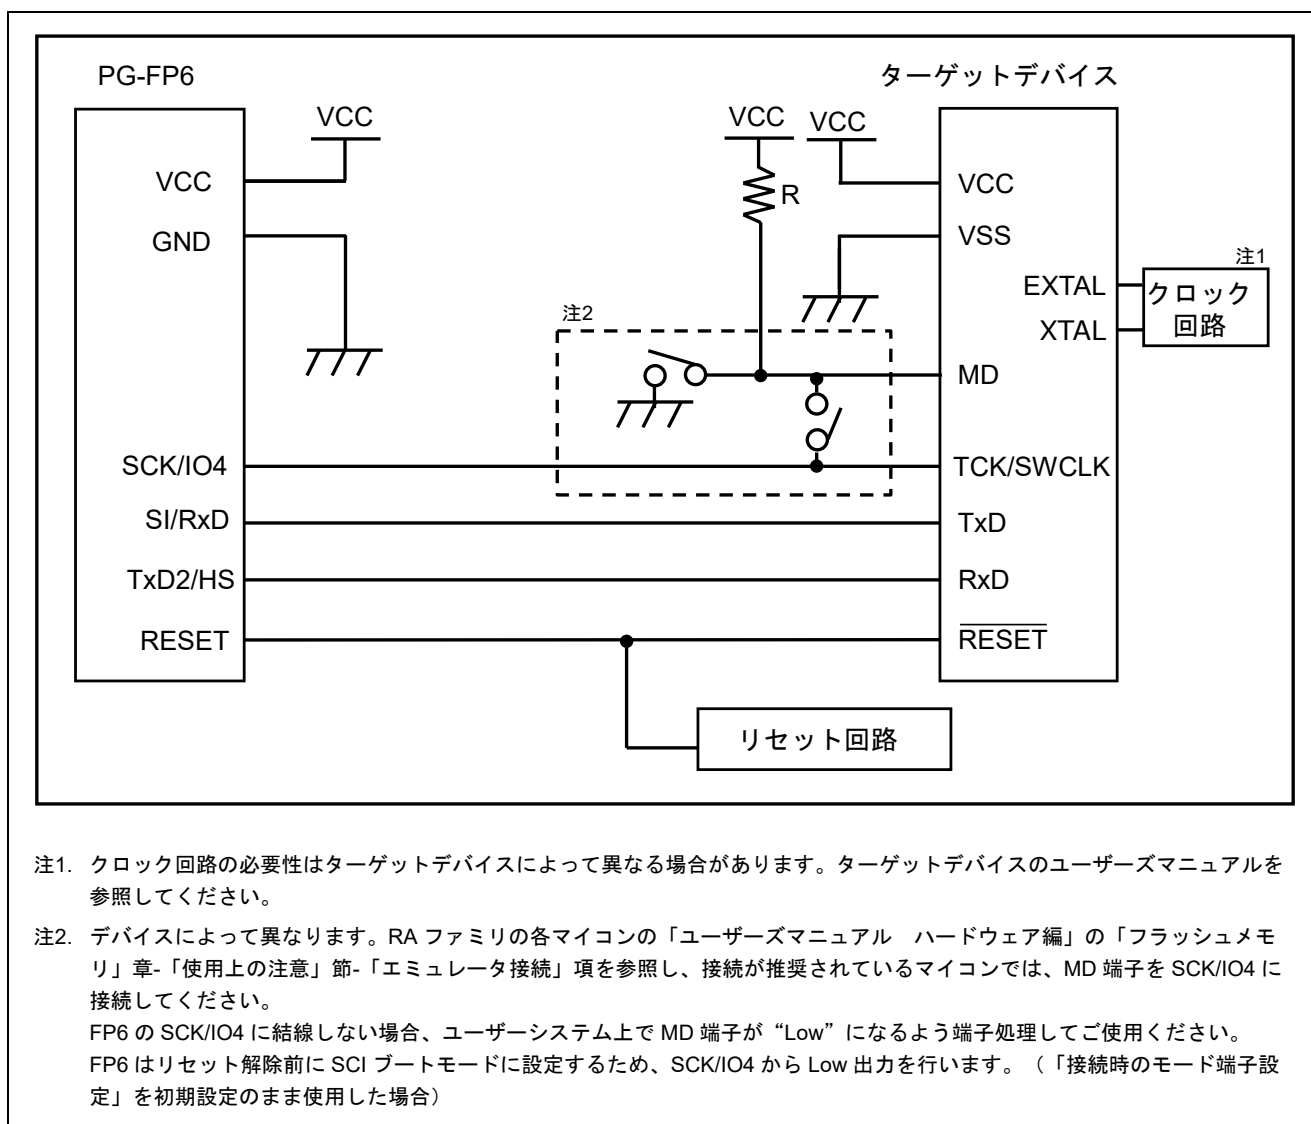 PG-FP6
ターゲットデバイス
VCC
VCC
VCC
VCC
VCC
R
GND
VSS
注1
EXTAL
クロック
回路
XTAL
注2
MD
SCK/IO4
TCK/SWCLK
SI/RxD
TxD
TxD2/HS
RxD
RESET
RESET
リセット回路
注1. クロック回路の必要性はターゲットデバイスによって異なる場合があります。ターゲットデバイスのユーザーズマニュアルを
参照してください。
注2. デバイスによって異なります。RA ファミリの各マイコンの「ユーザーズマニュアル　ハードウェア編」の「フラッシュメモ
リ」章-「使用上の注意」節-「エミュレータ接続」項を参照し、接続が推奨されているマイコンでは、MD 端子を SCK/IO4 に
接続してください。
FP6 の SCK/IO4 に結線しない場合、ユーザーシステム上で MD 端子が“Low”になるよう端子処理してご使用ください。
FP6 はリセット解除前に SCI ブートモードに設定するため、SCK/IO4 から Low 出力を行います。（「接続時のモード端子設
定」を初期設定のまま使用した場合）